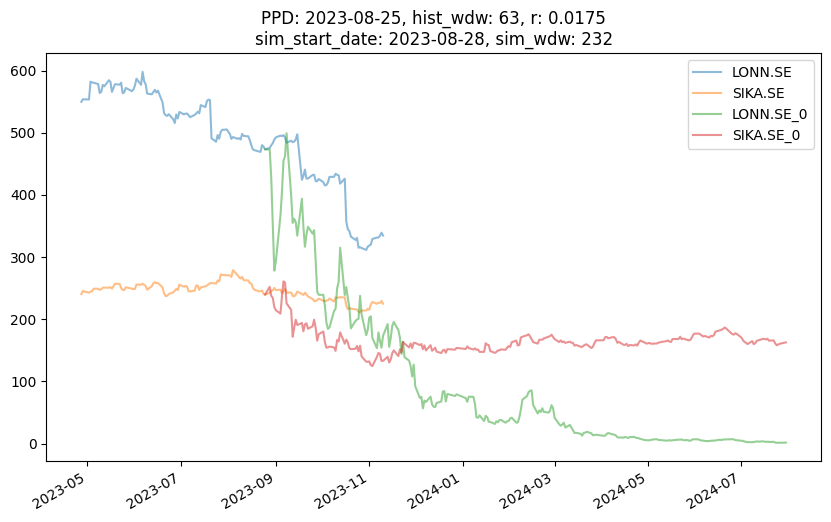 PPD: 2023-08-25, hist_wdw: 63, r: 0.0175
sim_start_date: 2023-08-28, sim_wdw: 232
LONN.SE
SIKA.SE
LONN.SE_0
SIKA.SE_0
600
500
400
300
200
100
0
2023-05
2023-07
2023-09
2023-11
2024-01
2024-03
2024-05
2024-07